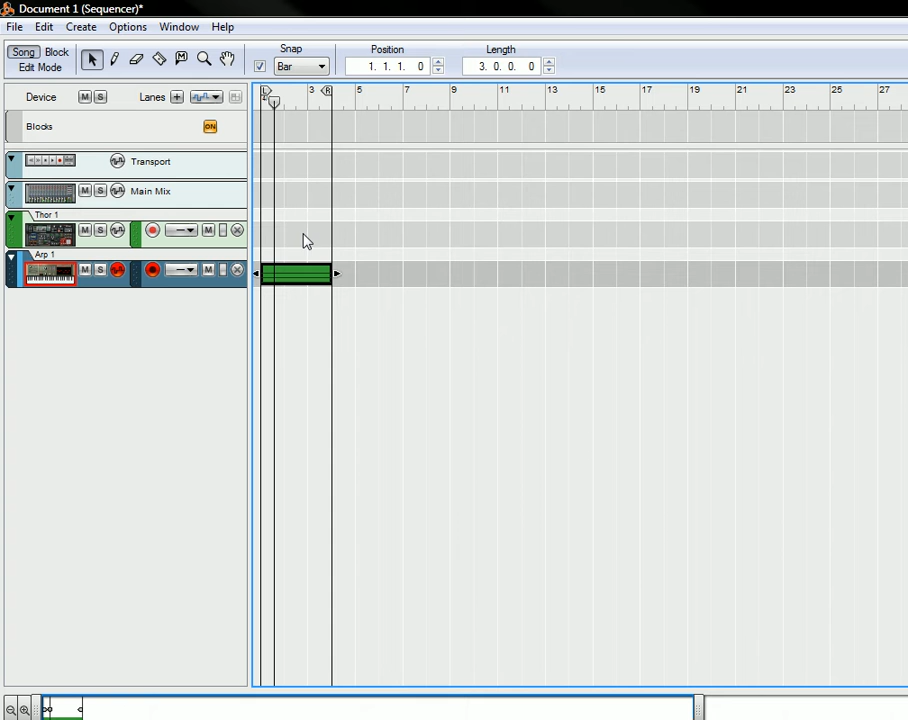 Document 1 (Sequencer)*
File Edit Create Options Window Help
Song Block
Edit Mode
Snap
Bar
Position
1. 1. 1. 0
Length
3. 0. 0. 0
Device M S Lanes
L 3 R 5 7 9 11 13 15 17 19 21 23 25 27
Blocks ON
Transport
M S Main Mix
Thor 1
M S M
Arp 1
M S M